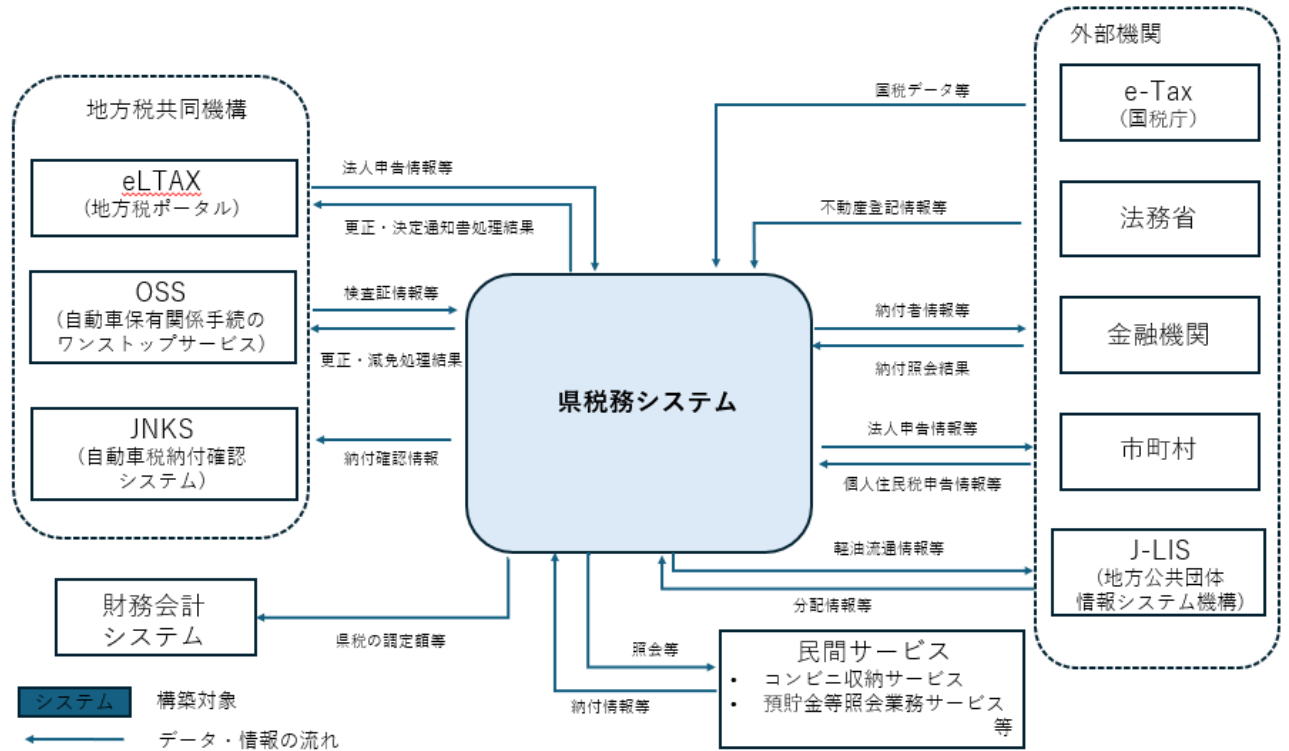 地方税共同機構
eLTAX
（地方税ポータル）
OSS
（自動車保有関係手続の
ワンストップサービス）
JNKS
（自動車税納付確認
システム）
財務会計
システム
システム
構築対象
データ・情報の流れ
法人申告情報等
更正・決定通知書処理結果
検査証情報等
更正・減免処理結果
納付確認情報
県税の調定額等
県税務システム
照会等
納付情報等
民間サービス
• コンビニ収納サービス
• 預貯金等照会業務サービス
等
国税データ等
不動産登記情報等
納付者情報等
納付照会結果
法人申告情報等
個人住民税申告情報等
軽油流通情報等
分配情報等
外部機関
e-Tax
（国税庁）
法務省
金融機関
市町村
J-LIS
（地方公共団体
情報システム機構）